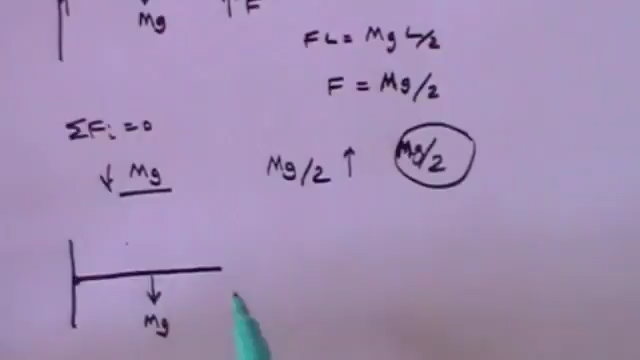 Mg ↑ F
FL = Mg L/2
F = Mg/2
ΣFi = 0
↓ Mg
Mg/2 ↑ Mg/2
Mg